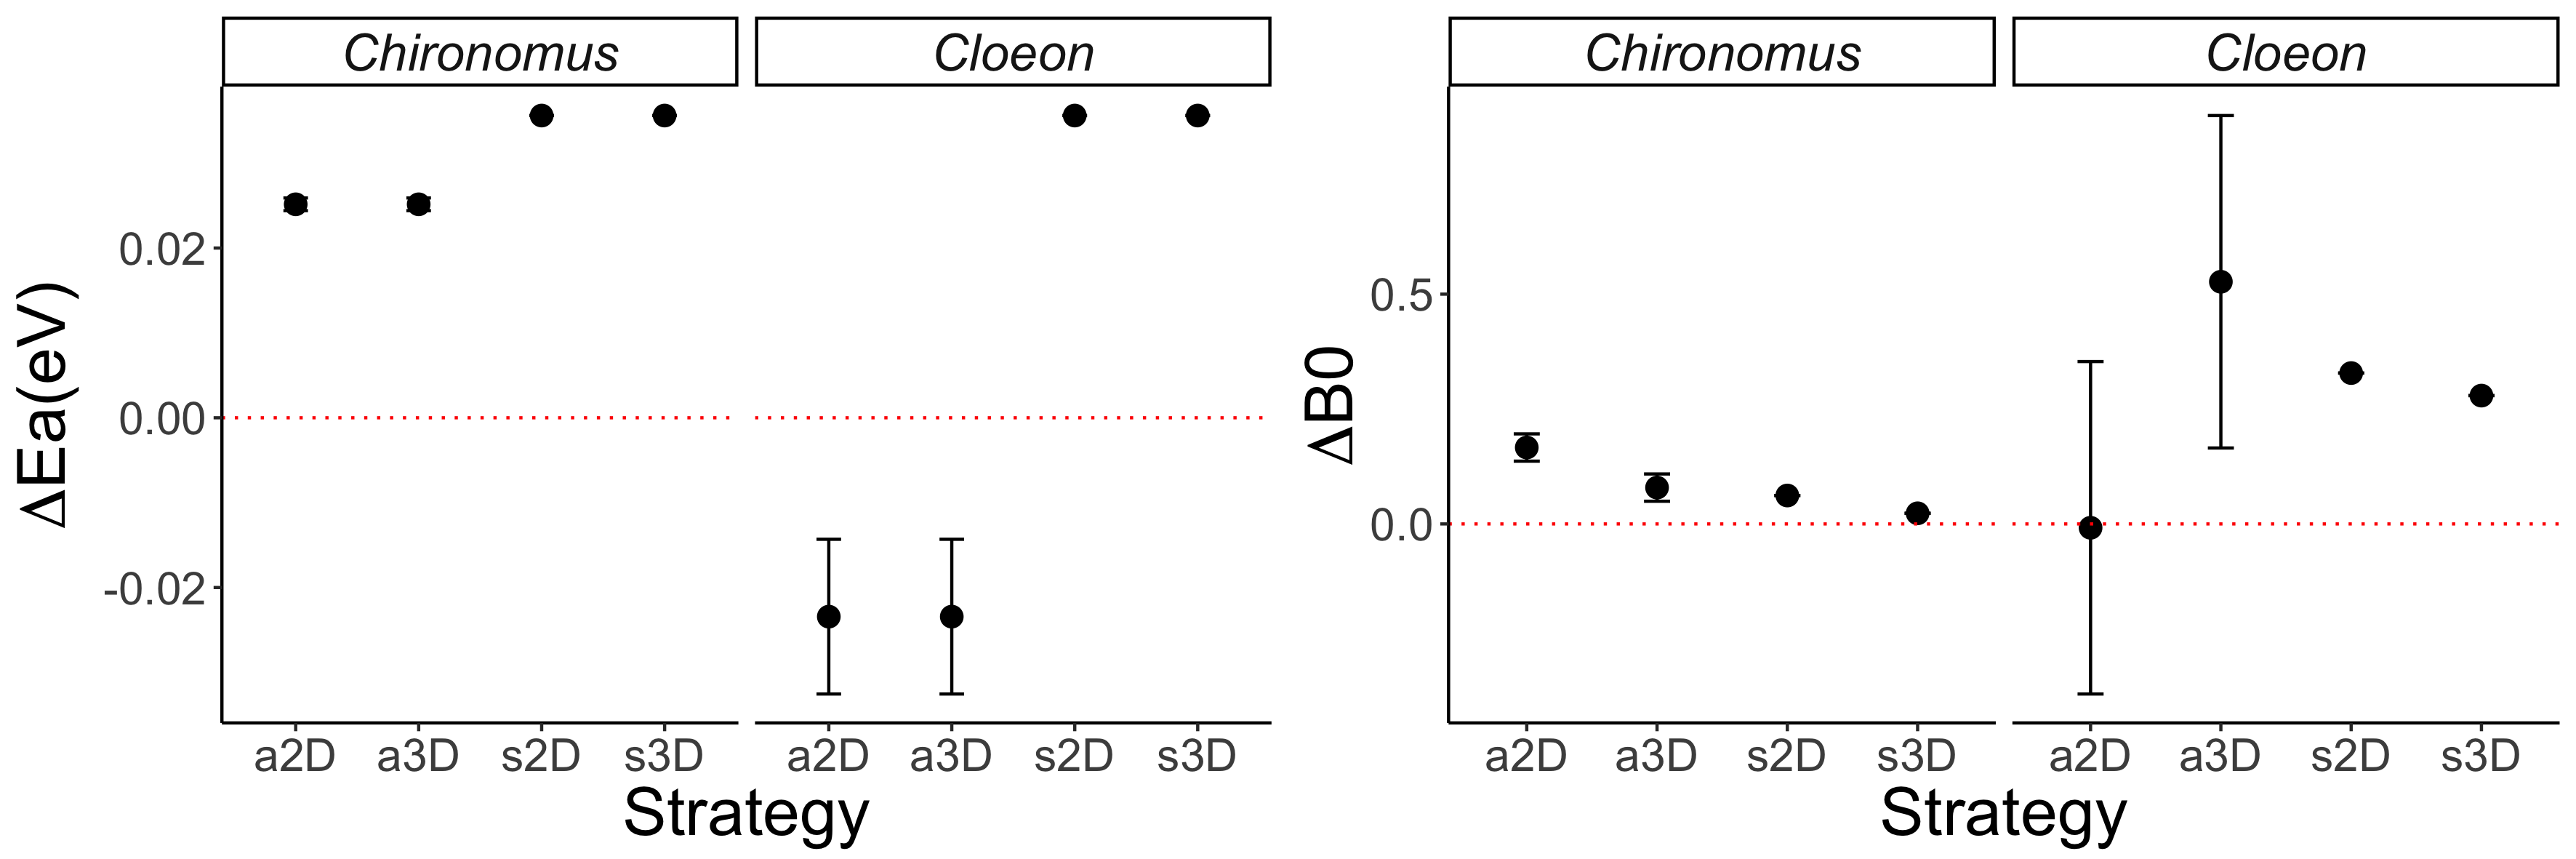 Chironomus Cloeon
ΔEa(eV)
0.02
0.00
-0.02
a2D a3D s2D s3D a2D a3D s2D s3D
Strategy
Chironomus Cloeon
ΔB0
0.5
0.0
a2D a3D s2D s3D a2D a3D s2D s3D
Strategy